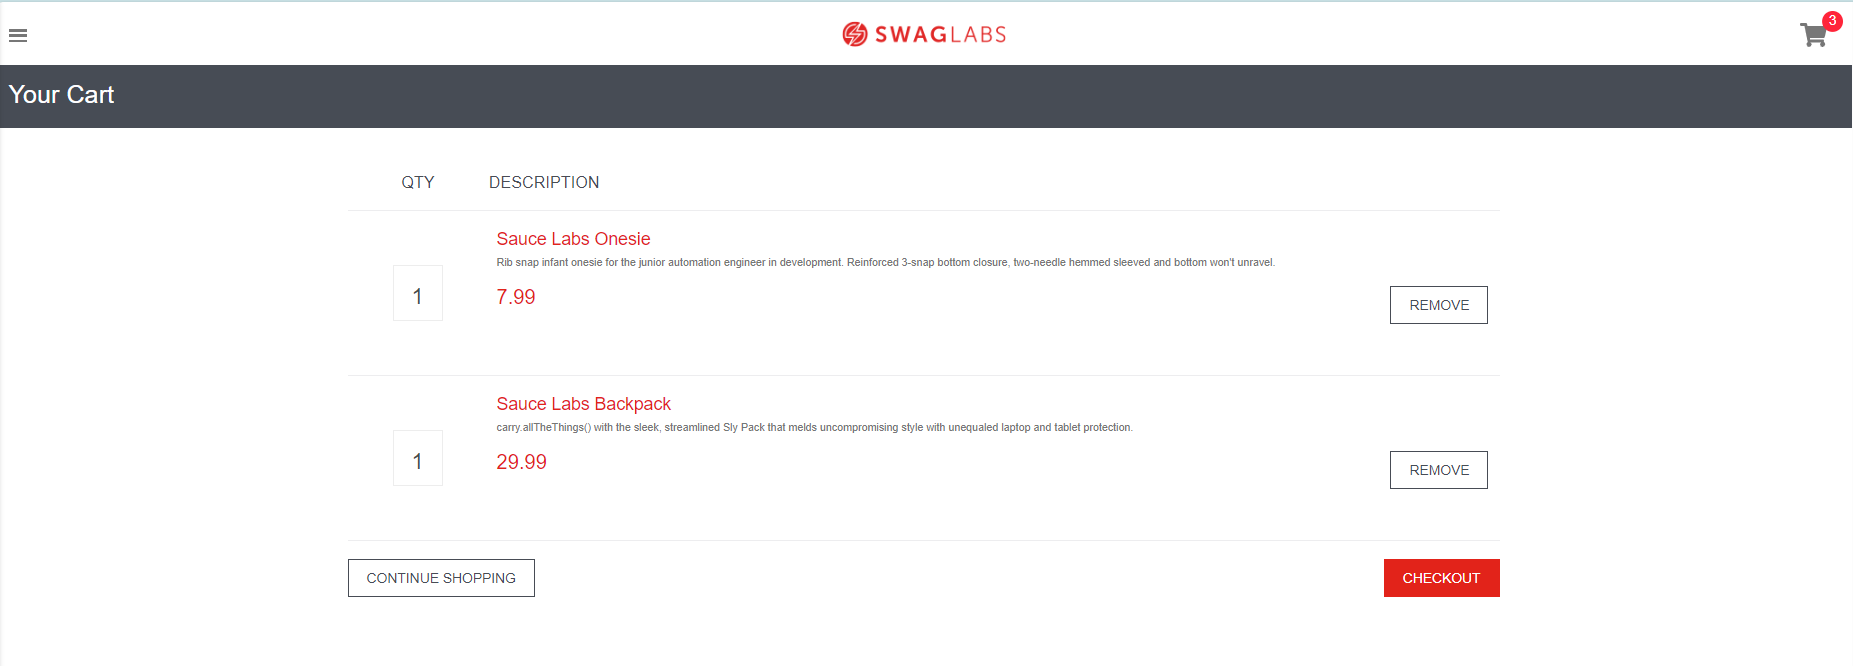 SWAGLABS
3
Your Cart
QTY DESCRIPTION
Sauce Labs Onesie
Rib snap infant onesie for the junior automation engineer in development. Reinforced 3-snap bottom closure, two-needle hemmed sleeved and bottom won't unravel.
1
7.99
REMOVE
Sauce Labs Backpack
carry.allTheThings() with the sleek, streamlined Sly Pack that melds uncompromising style with unequaled laptop and tablet protection.
1
29.99
REMOVE
CONTINUE SHOPPING
CHECKOUT